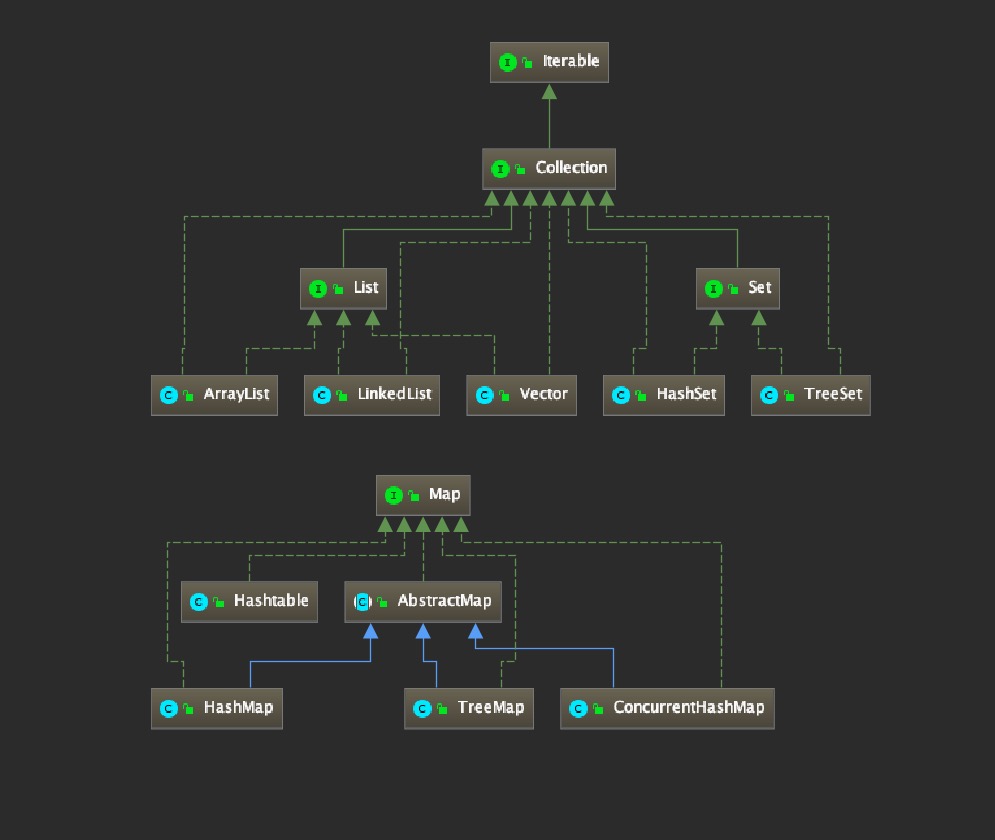 I Iterable
I Collection
I List
I Set
C ArrayList
C LinkedList
C Vector
C HashSet
C TreeSet
I Map
C Hashtable
C AbstractMap
C HashMap
C TreeMap
C ConcurrentHashMap